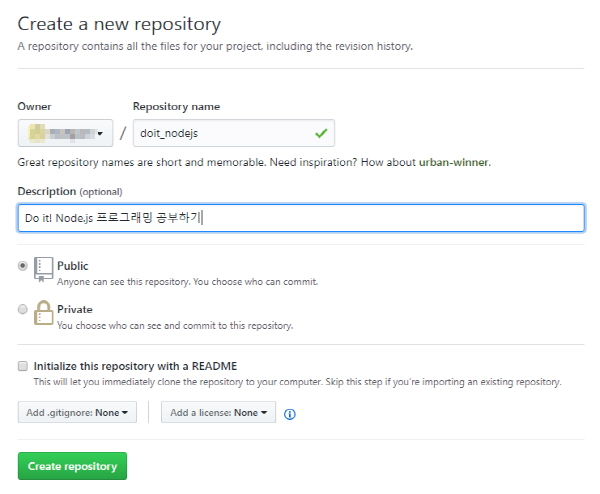 Create a new repository
A repository contains all the files for your project, including the revision history.
Owner Repository name
/ doit_nodejs
Great repository names are short and memorable. Need inspiration? How about urban-winner.
Description (optional)
Do it! Node.js 프로그래밍 공부하기
Public
Anyone can see this repository. You choose who can commit.
Private
You choose who can see and commit to this repository.
Initialize this repository with a README
This will let you immediately clone the repository to your computer. Skip this step if you're importing an existing repository.
Add .gitignore: None Add a license: None
Create repository